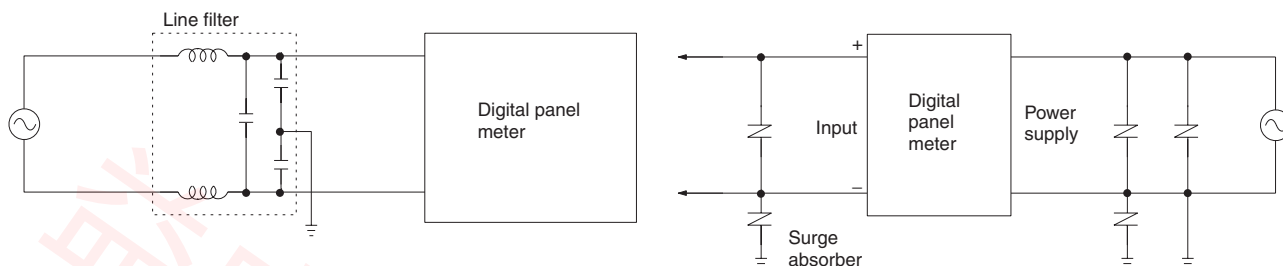 Line filter
Digital panel
meter
+
Input
−
Digital
panel
meter
Power
supply
Surge
absorber